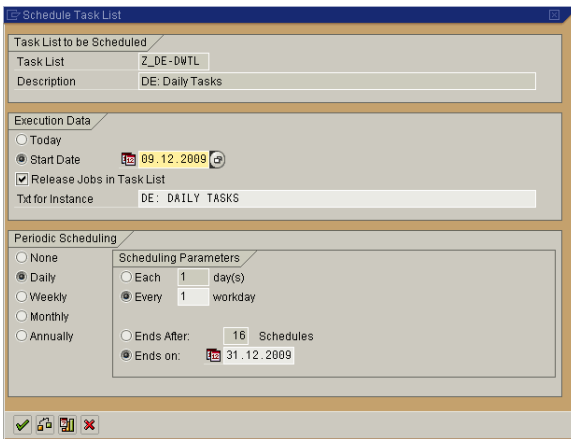 Schedule Task List
Task List to be Scheduled
Task List Z_DE-DWTL
Description DE: Daily Tasks
Execution Data
Today
Start Date 09.12.2009
Release Jobs in Task List
Txt for Instance DE: DAILY TASKS
Periodic Scheduling
None
Daily
Weekly
Monthly
Annually
Scheduling Parameters
Each 1 day(s)
Every 1 workday
Ends After: 16 Schedules
Ends on: 31.12.2009